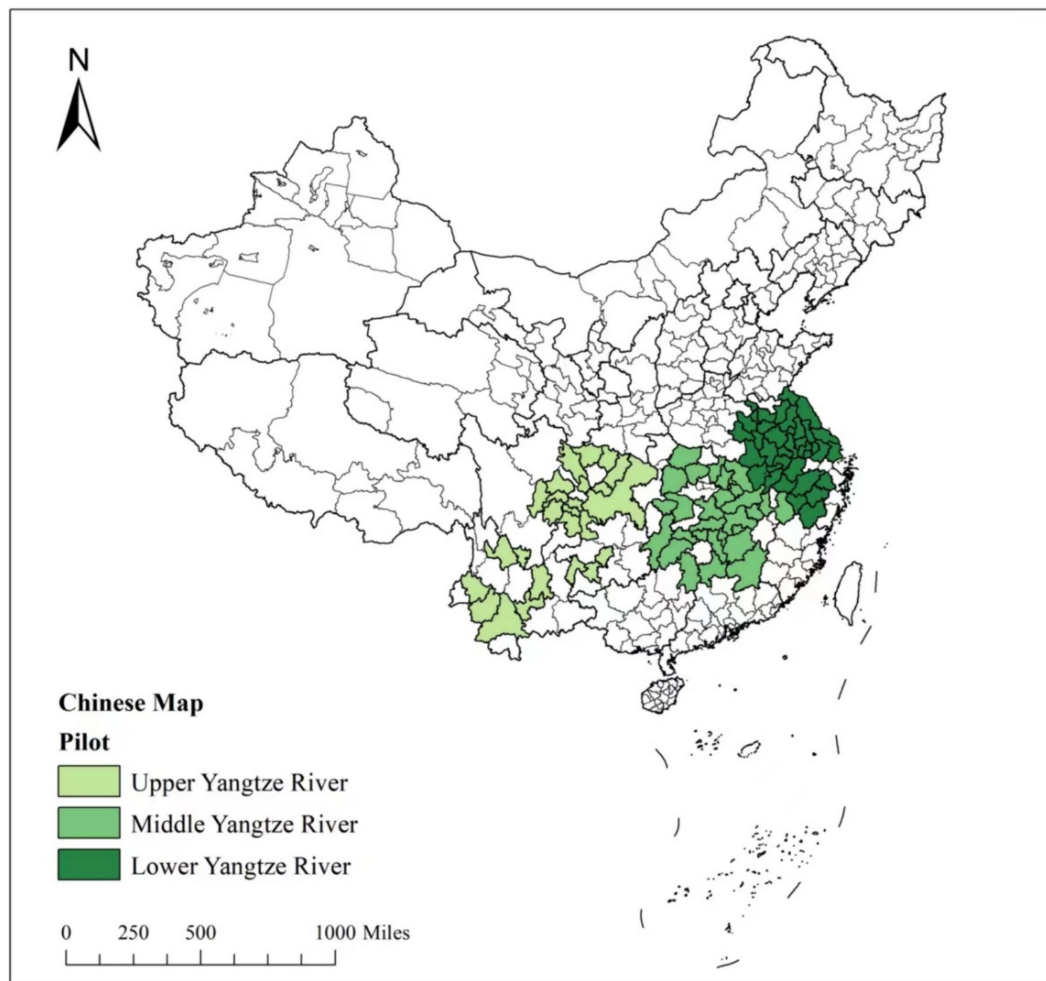 N
Chinese Map
Pilot
Upper Yangtze River
Middle Yangtze River
Lower Yangtze River
0 250 500 1000 Miles